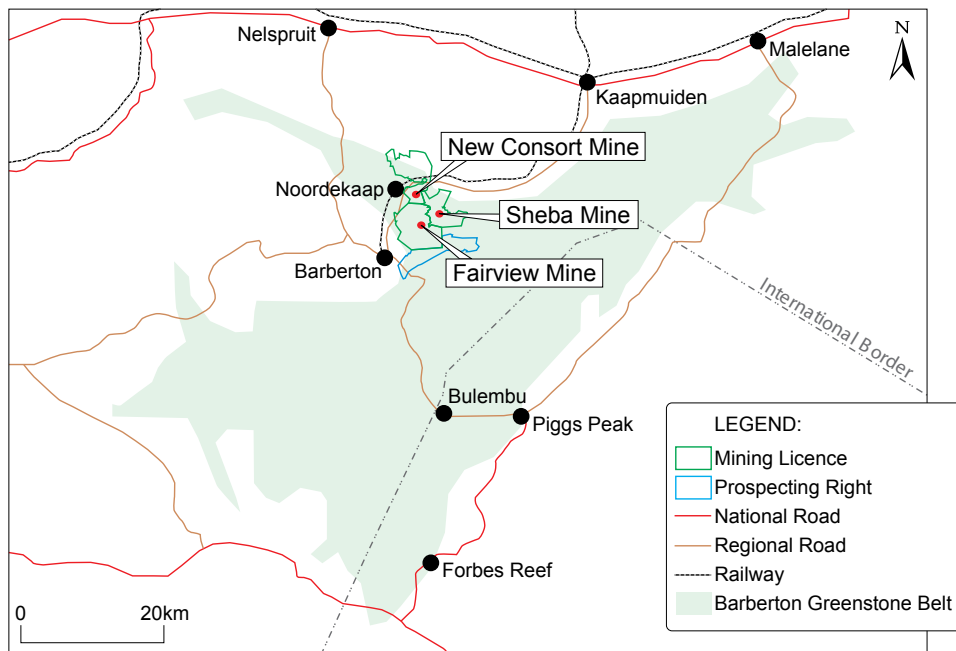 Nelspruit
N
Malelane
Kaapmuiden
New Consort Mine
Noordekaap
Sheba Mine
Barberton
Fairview Mine
International Border
Bulembu
Piggs Peak
Forbes Reef
0 20km
LEGEND:
Mining Licence
Prospecting Right
National Road
Regional Road
Railway
Barberton Greenstone Belt